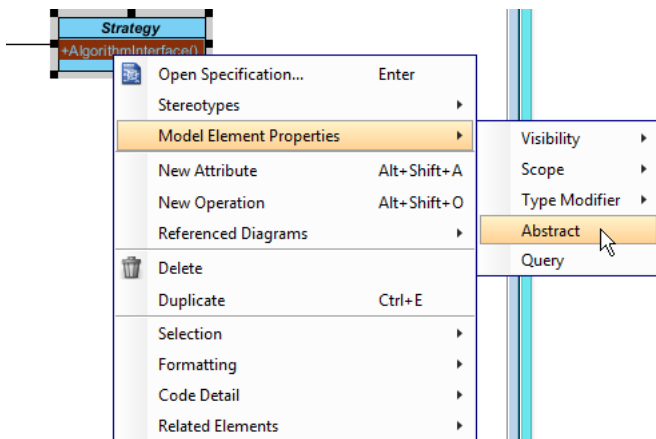 Strategy
+AlgorithmInterface()
Open Specification... Enter
Stereotypes
Model Element Properties
New Attribute Alt+Shift+A
New Operation Alt+Shift+O
Referenced Diagrams
Delete
Duplicate Ctrl+E
Selection
Formatting
Code Detail
Related Elements
Visibility
Scope
Type Modifier
Abstract
Query